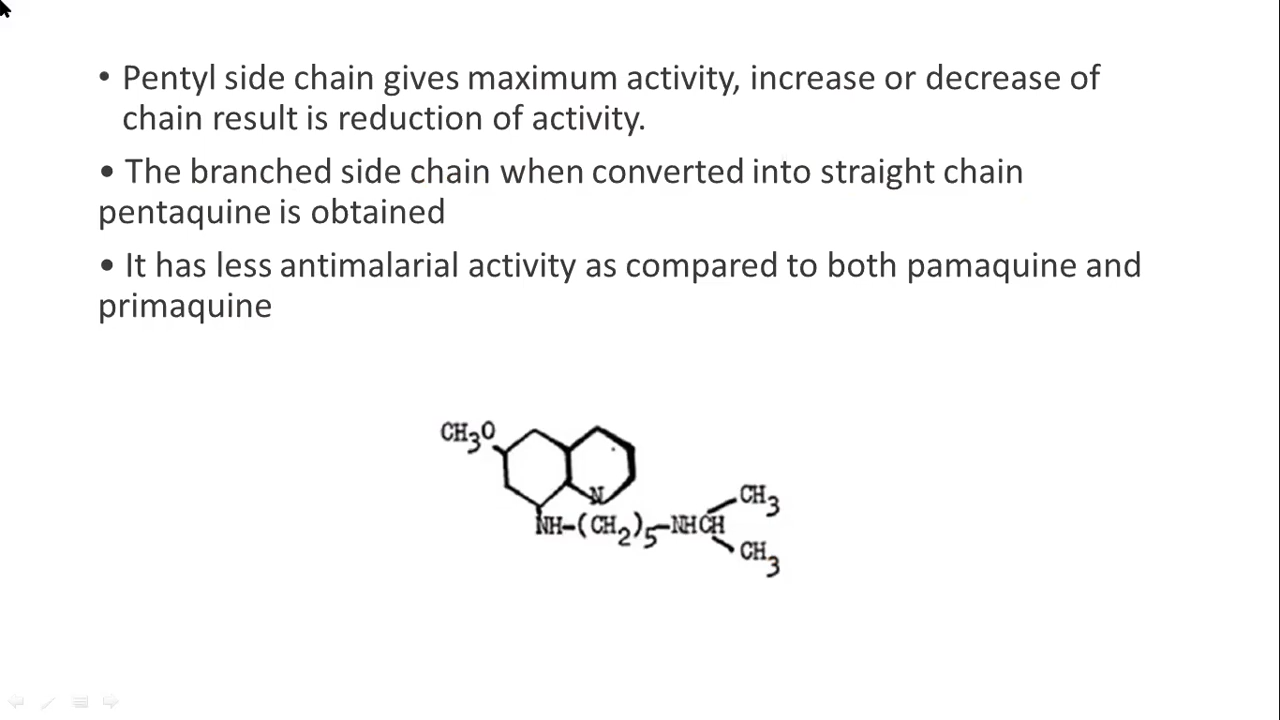 • Pentyl side chain gives maximum activity, increase or decrease of
chain result is reduction of activity.
• The branched side chain when converted into straight chain
pentaquine is obtained
• It has less antimalarial activity as compared to both pamaquine and
primaquine
CH3O
N
CH3
NH-(CH2)5-NHCH
CH3